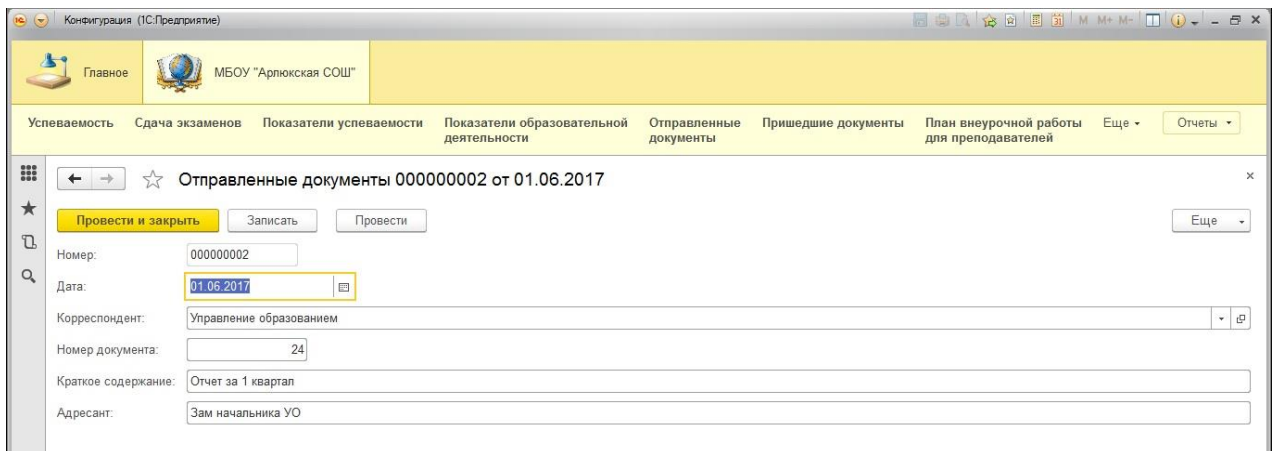 1С Конфигурация (1С:Предприятие) 31 M M+ M-
Главное МБОУ "Арлюкская СОШ"
Успеваемость Сдача экзаменов Показатели успеваемости Показатели образовательной Отправленные Пришедшие документы План внеурочной работы Еще Отчеты
деятельности документы для преподавателей
Отправленные документы 000000002 от 01.06.2017
Провести и закрыть Записать Провести Еще
Номер: 000000002
Дата: 01.06.2017
Корреспондент: Управление образованием
Номер документа: 24
Краткое содержание: Отчет за 1 квартал
Адресант: Зам начальника УО